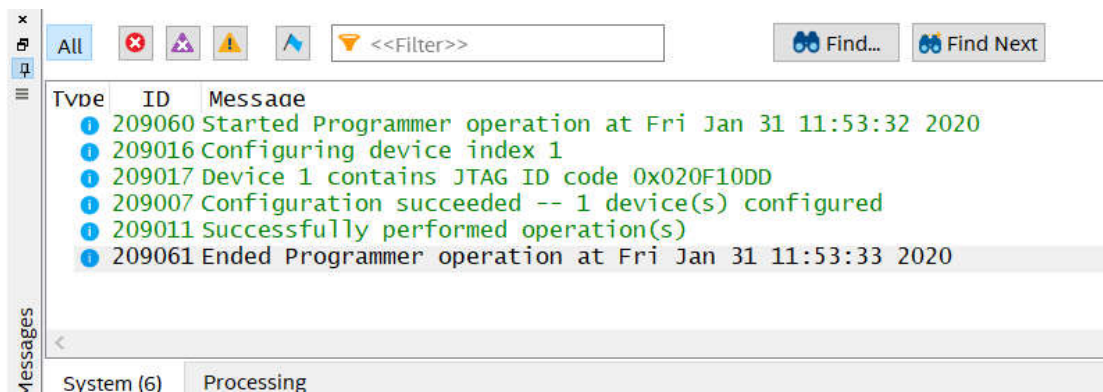 All <<Filter>> Find... Find Next
Type ID Message
209060 Started Programmer operation at Fri Jan 31 11:53:32 2020
209016 Configuring device index 1
209017 Device 1 contains JTAG ID code 0x020F10DD
209007 Configuration succeeded -- 1 device(s) configured
209011 Successfully performed operation(s)
209061 Ended Programmer operation at Fri Jan 31 11:53:33 2020
Messages
System (6) Processing